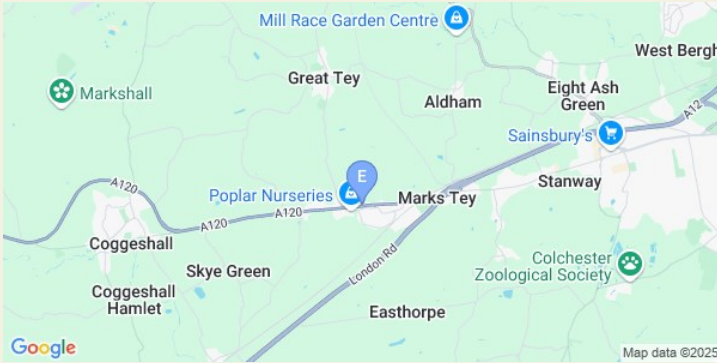 Mill Race Garden Centre
West Bergh
Great Tey
Eight Ash
Green
Markshall
Aldham
A12
Sainsbury's
Stanway
A120
Poplar Nurseries
E
Marks Tey
A120
A120
Coggeshall
Skye Green
London Rd
Colchester
Zoological Society
Coggeshall
Hamlet
Easthorpe
Google
Map data ©2025